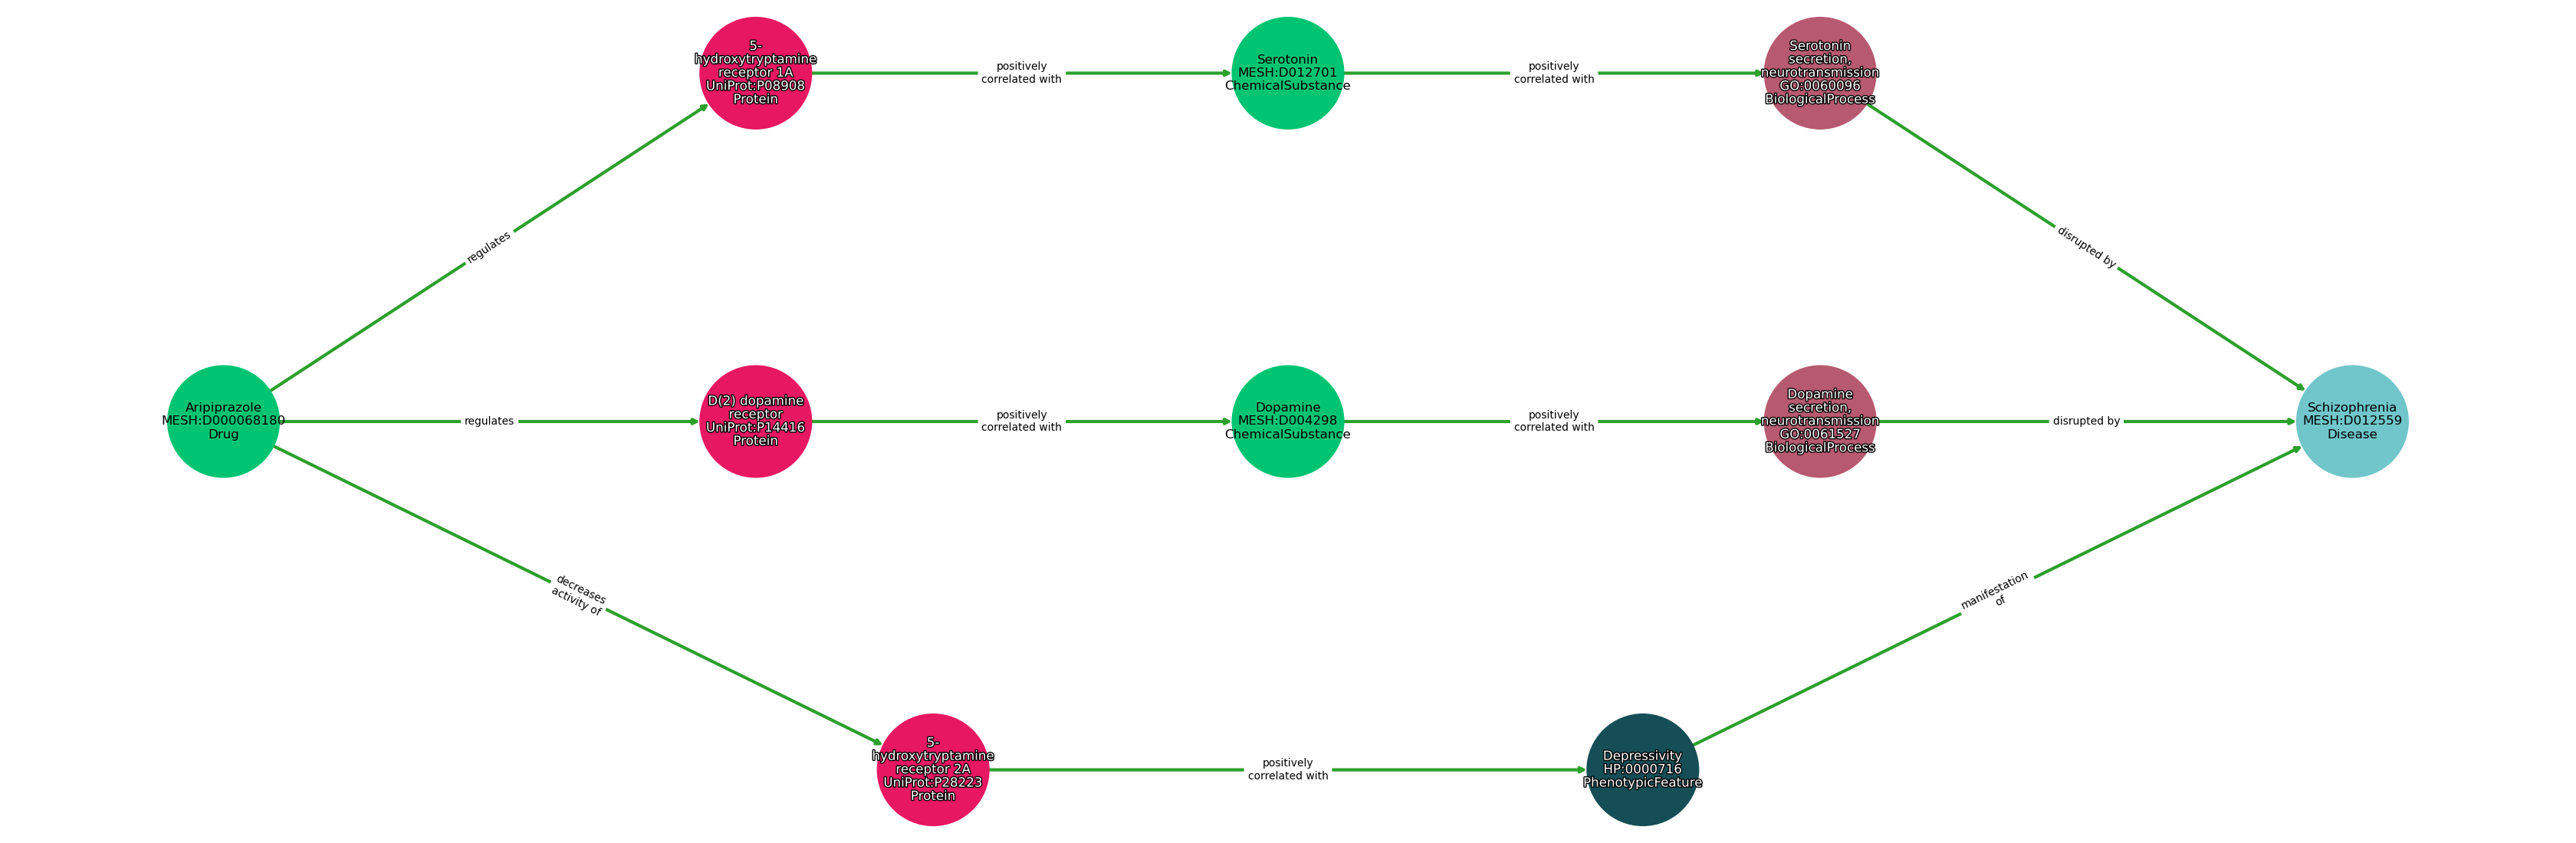 5-
hydroxytryptamine
receptor 1A
UniProt:P08908
Protein
positively
correlated with
Serotonin
MESH:D012701
ChemicalSubstance
positively
correlated with
Serotonin
secretion,
neurotransmission
GO:0060096
BiologicalProcess
regulates
disrupted by
Aripiprazole
MESH:D000068180
Drug
regulates
D(2) dopamine
receptor
UniProt:P14416
Protein
positively
correlated with
Dopamine
MESH:D004298
ChemicalSubstance
positively
correlated with
Dopamine
secretion,
neurotransmission
GO:0061527
BiologicalProcess
disrupted by
Schizophrenia
MESH:D012559
Disease
decreases
activity of
manifestation
of
5-
hydroxytryptamine
receptor 2A
UniProt:P28223
Protein
positively
correlated with
Depressivity
HP:0000716
PhenotypicFeature